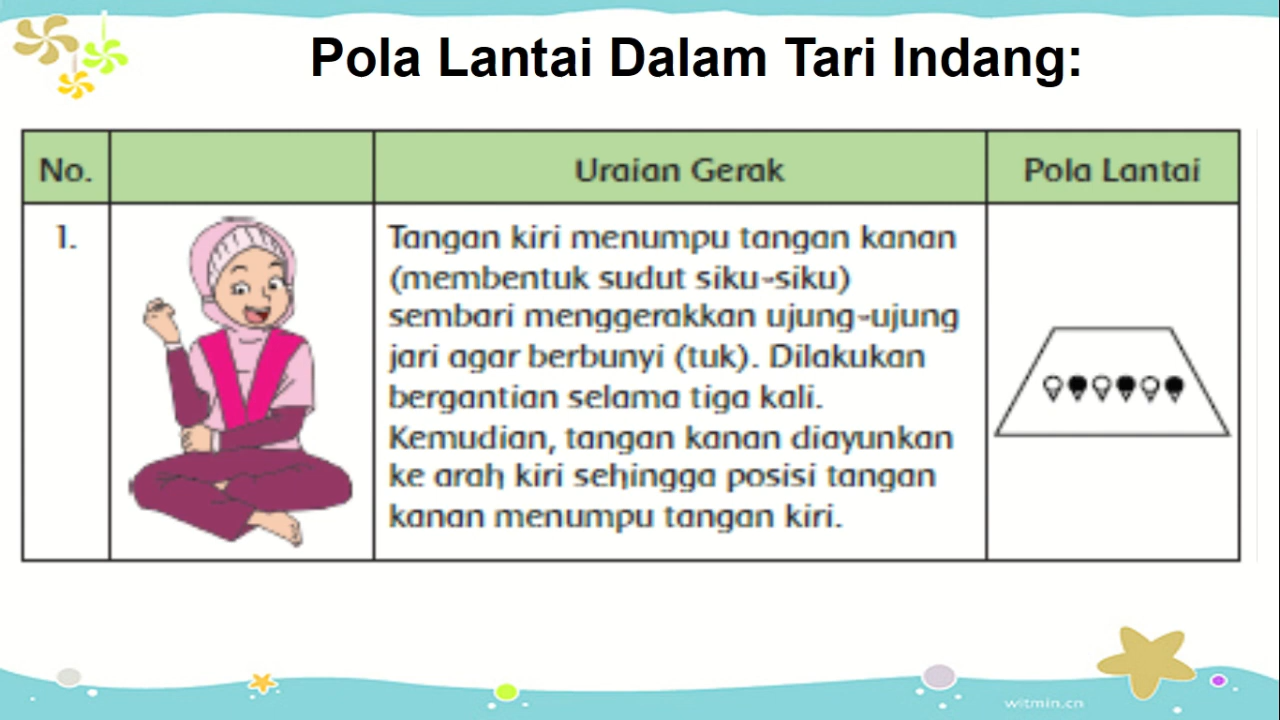 Pola Lantai Dalam Tari Indang:
No.
Uraian Gerak
Pola Lantai
1.
Tangan kiri menumpu tangan kanan
(membentuk sudut siku-siku)
sembari menggerakkan ujung-ujung
jari agar berbunyi (tuk). Dilakukan
bergantian selama tiga kali.
Kemudian, tangan kanan diayunkan
ke arah kiri sehingga posisi tangan
kanan menumpu tangan kiri.
witmin.cn